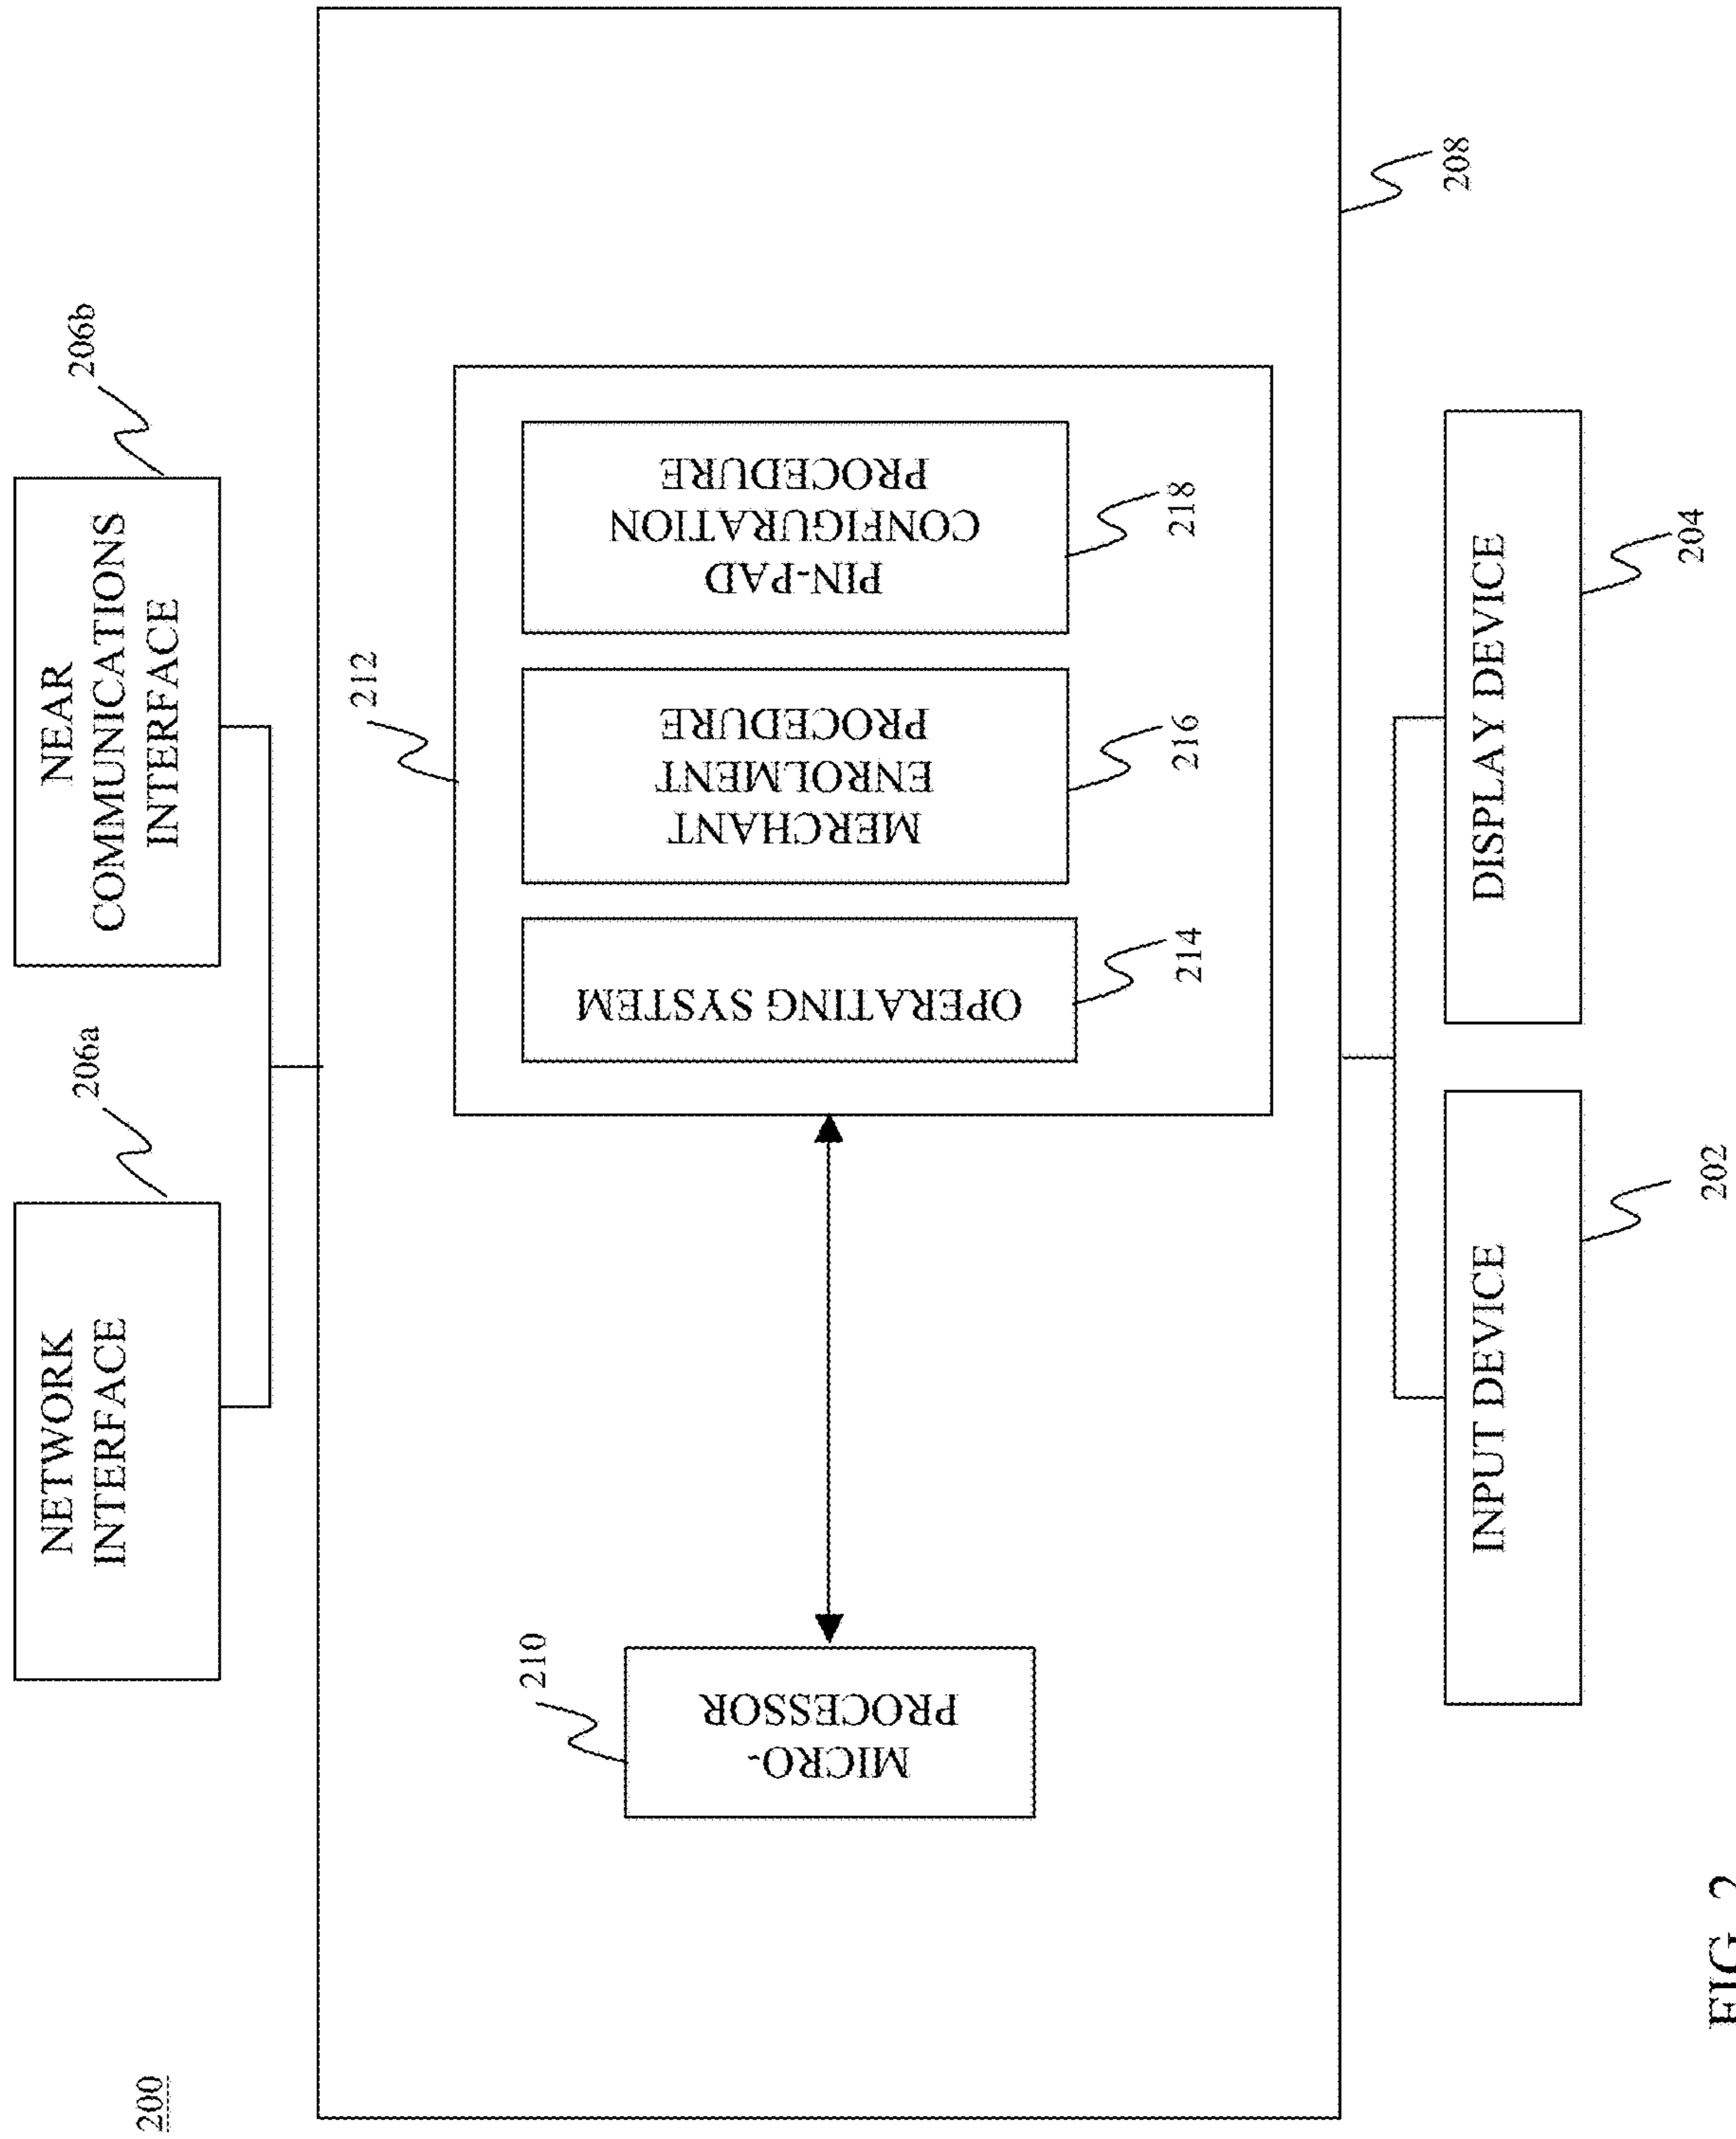 200
NETWORK
INTERFACE
206a
NEAR
COMMUNICATIONS
INTERFACE
206b
210
MICRO-
PROCESSOR
212
OPERATING SYSTEM
214
MERCHANT
ENROLMENT
PROCEDURE
216
PIN-PAD
CONFIGURATION
PROCEDURE
218
208
INPUT DEVICE
202
DISPLAY DEVICE
204
FIG. 2